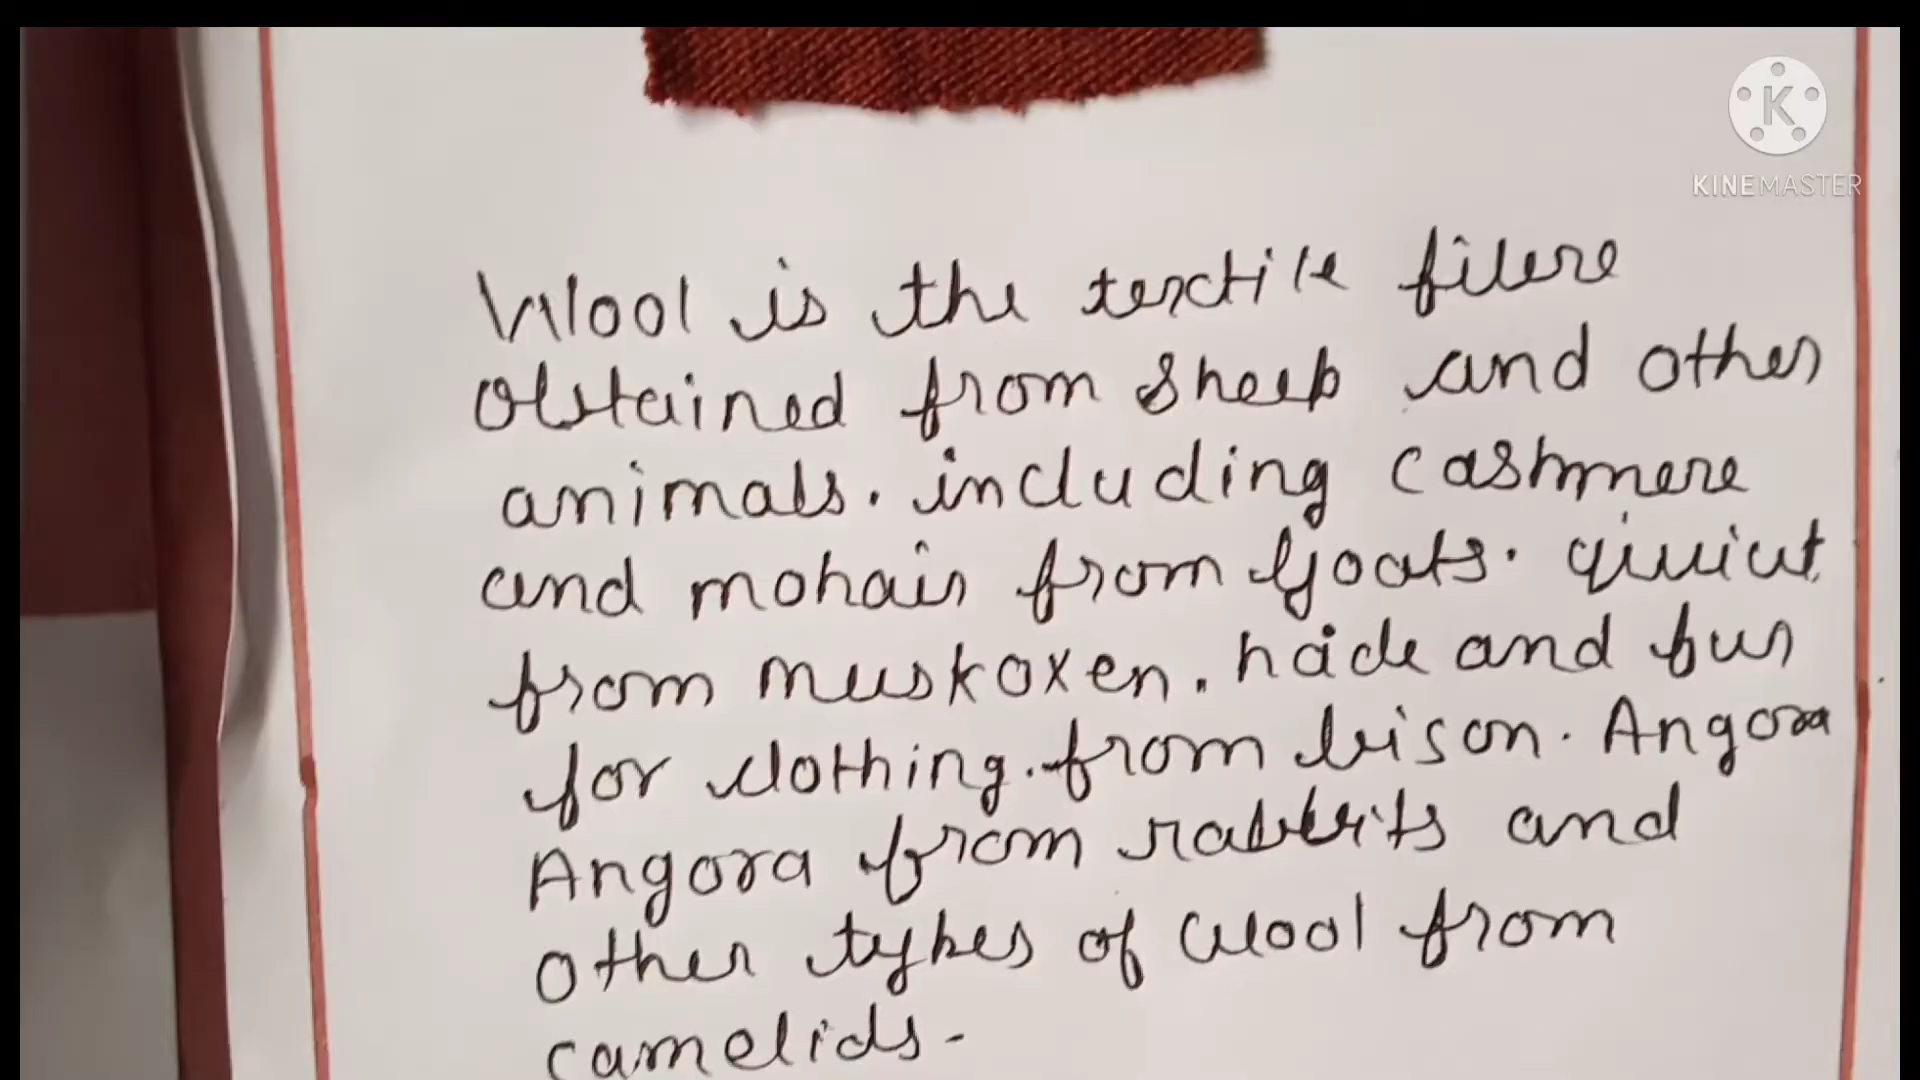 KINEMASTER
Wool is the textile fibre
obtained from sheep and other
animals. including cashmere
and mohair from goats. qiviut
from muskoxen. haide and fur
for clothing. from bison. Angora
Angora from rabbits and
other types of wool from
camelids.